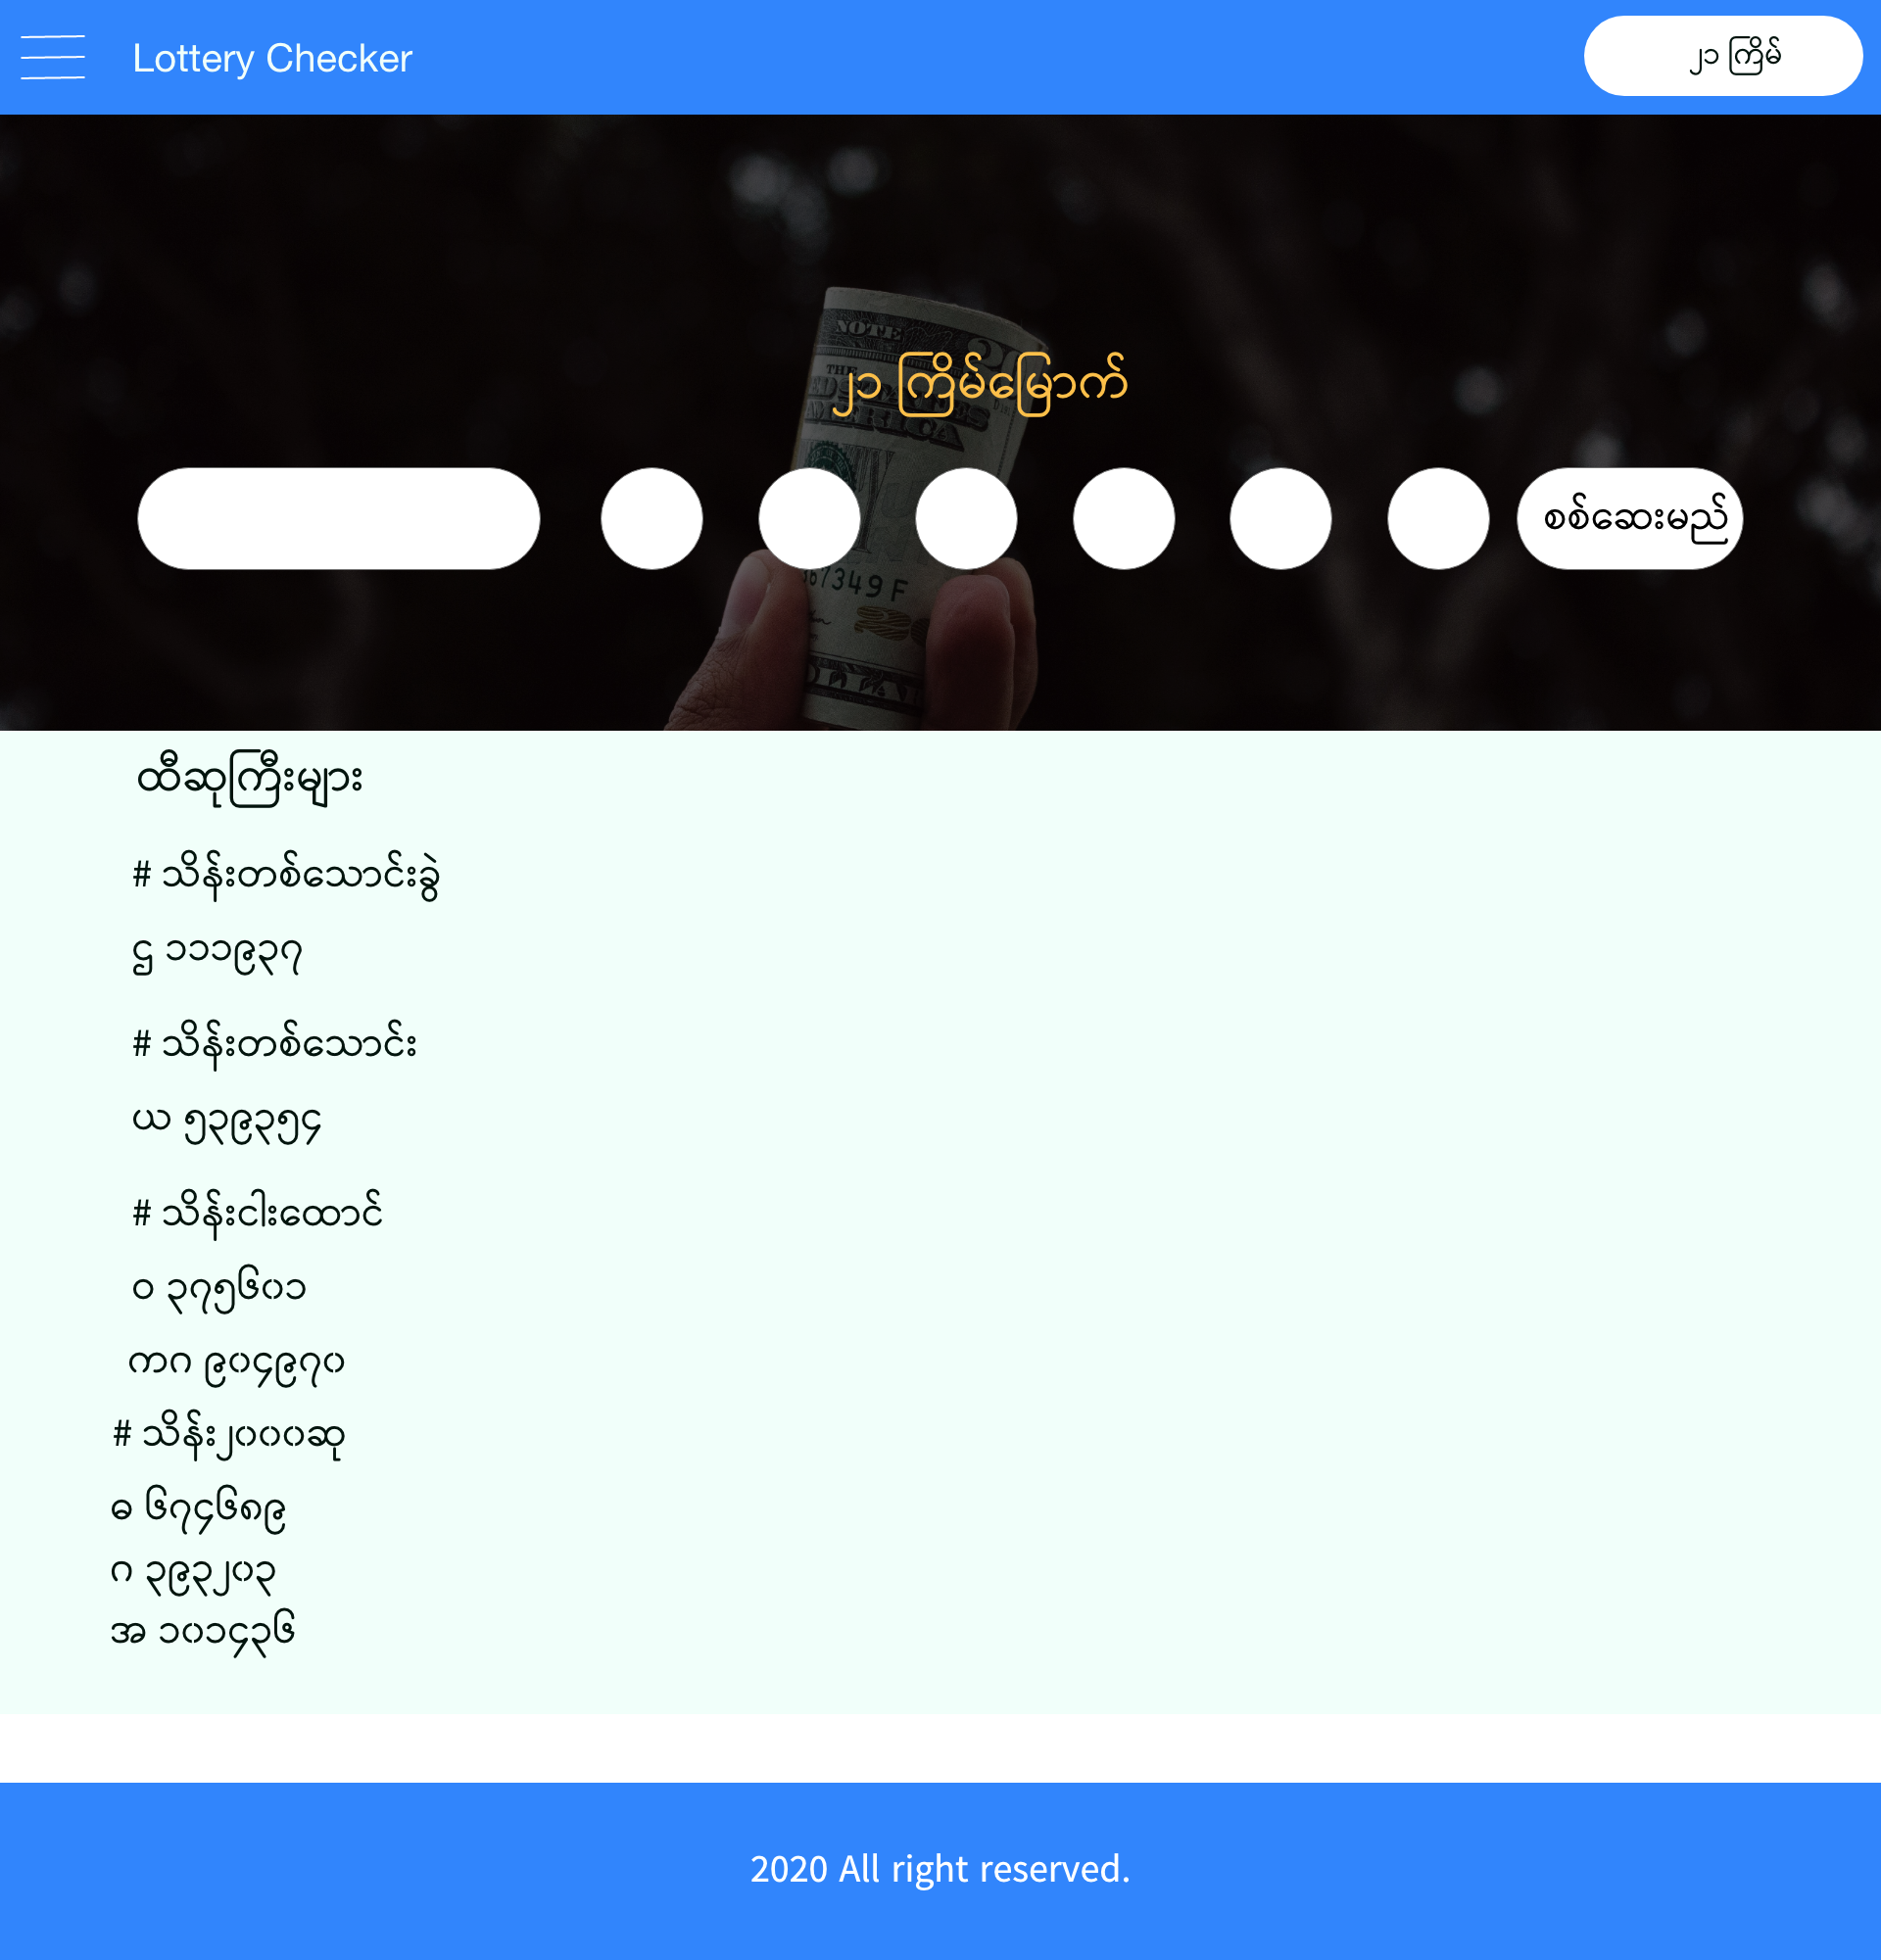 Lottery Checker
၂၁ ကြိမ်
NOTE
THE
AMERICA
၂၁ ကြိမ်မြောက်
စစ်ဆေးမည်
67349 F
ထီဆုကြီးများ
# သိန်းတစ်သောင်းခွဲ
ဌ ၁၁၁၉၃၇
# သိန်းတစ်သောင်း
ယ ၅၃၉၃၅၄
# သိန်းငါးထောင်
ဝ ၃၇၅၆၀၁
ကဂ ၉၀၄၉၇၀
# သိန်း၂၀၀၀ဆု
ဓ ၆၇၄၆၈၉
ဂ ၃၉၃၂၀၃
အ ၁၀၁၄၃၆
2020 All right reserved.